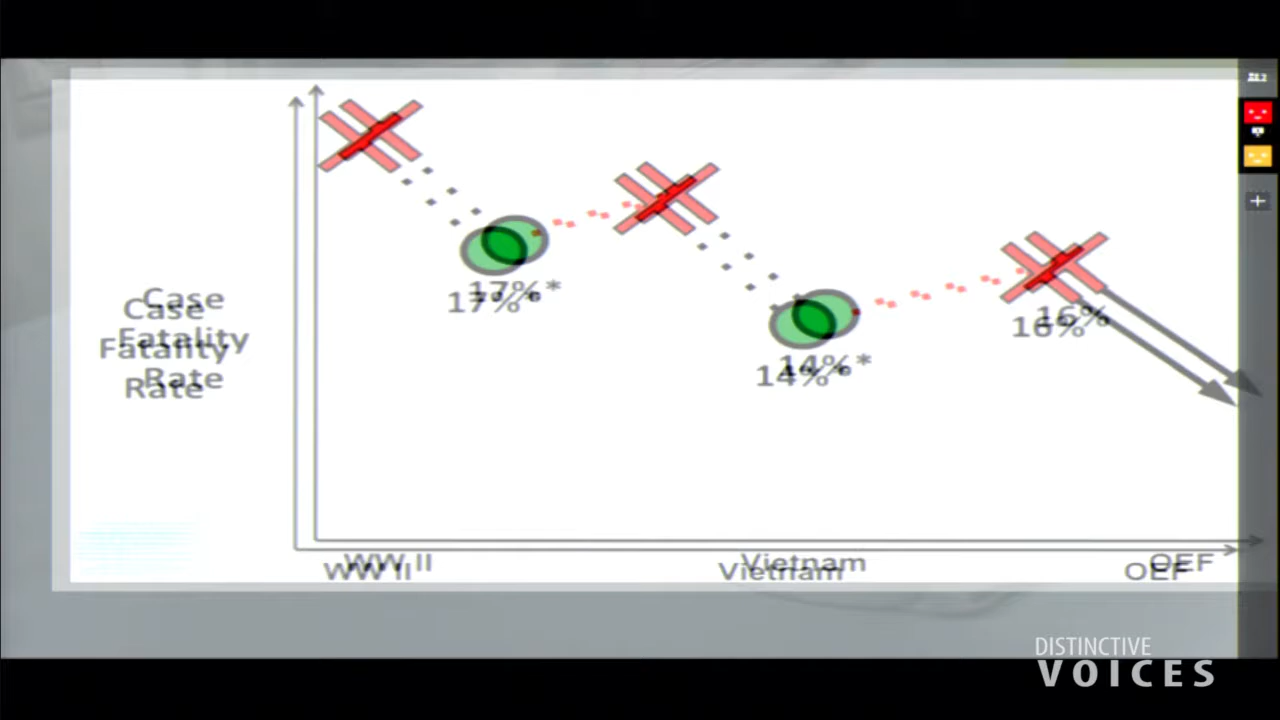 Case
Fatality
Rate
17%*
14%*
16%
WW II
Vietnam
OEF
DISTINCTIVE
VOICES